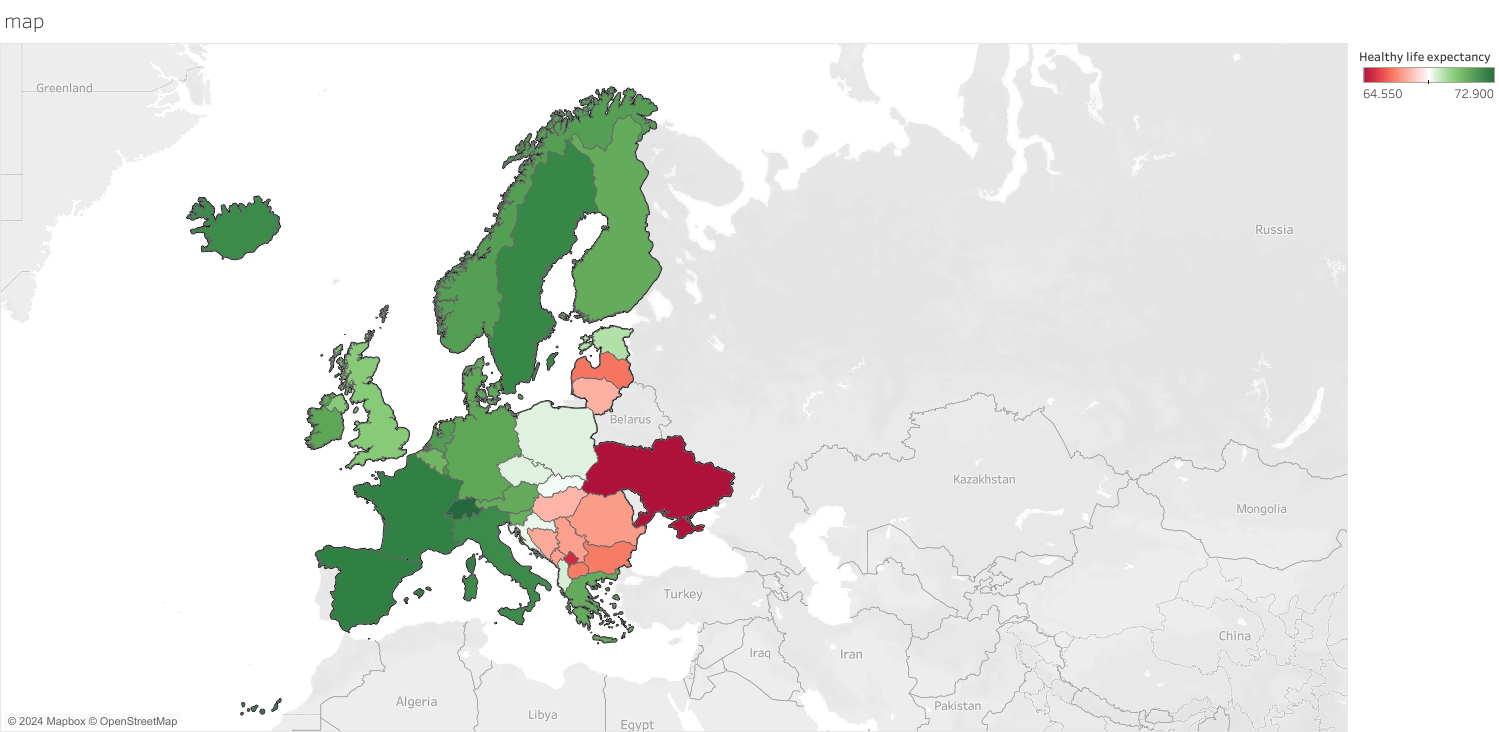 map
Healthy life expectancy
64.550 72.900
Greenland
Russia
Belarus
Kazakhstan
Mongolia
Turkey
China
Iraq
Iran
Algeria
Pakistan
Libya
Egypt
© 2024 Mapbox © OpenStreetMap